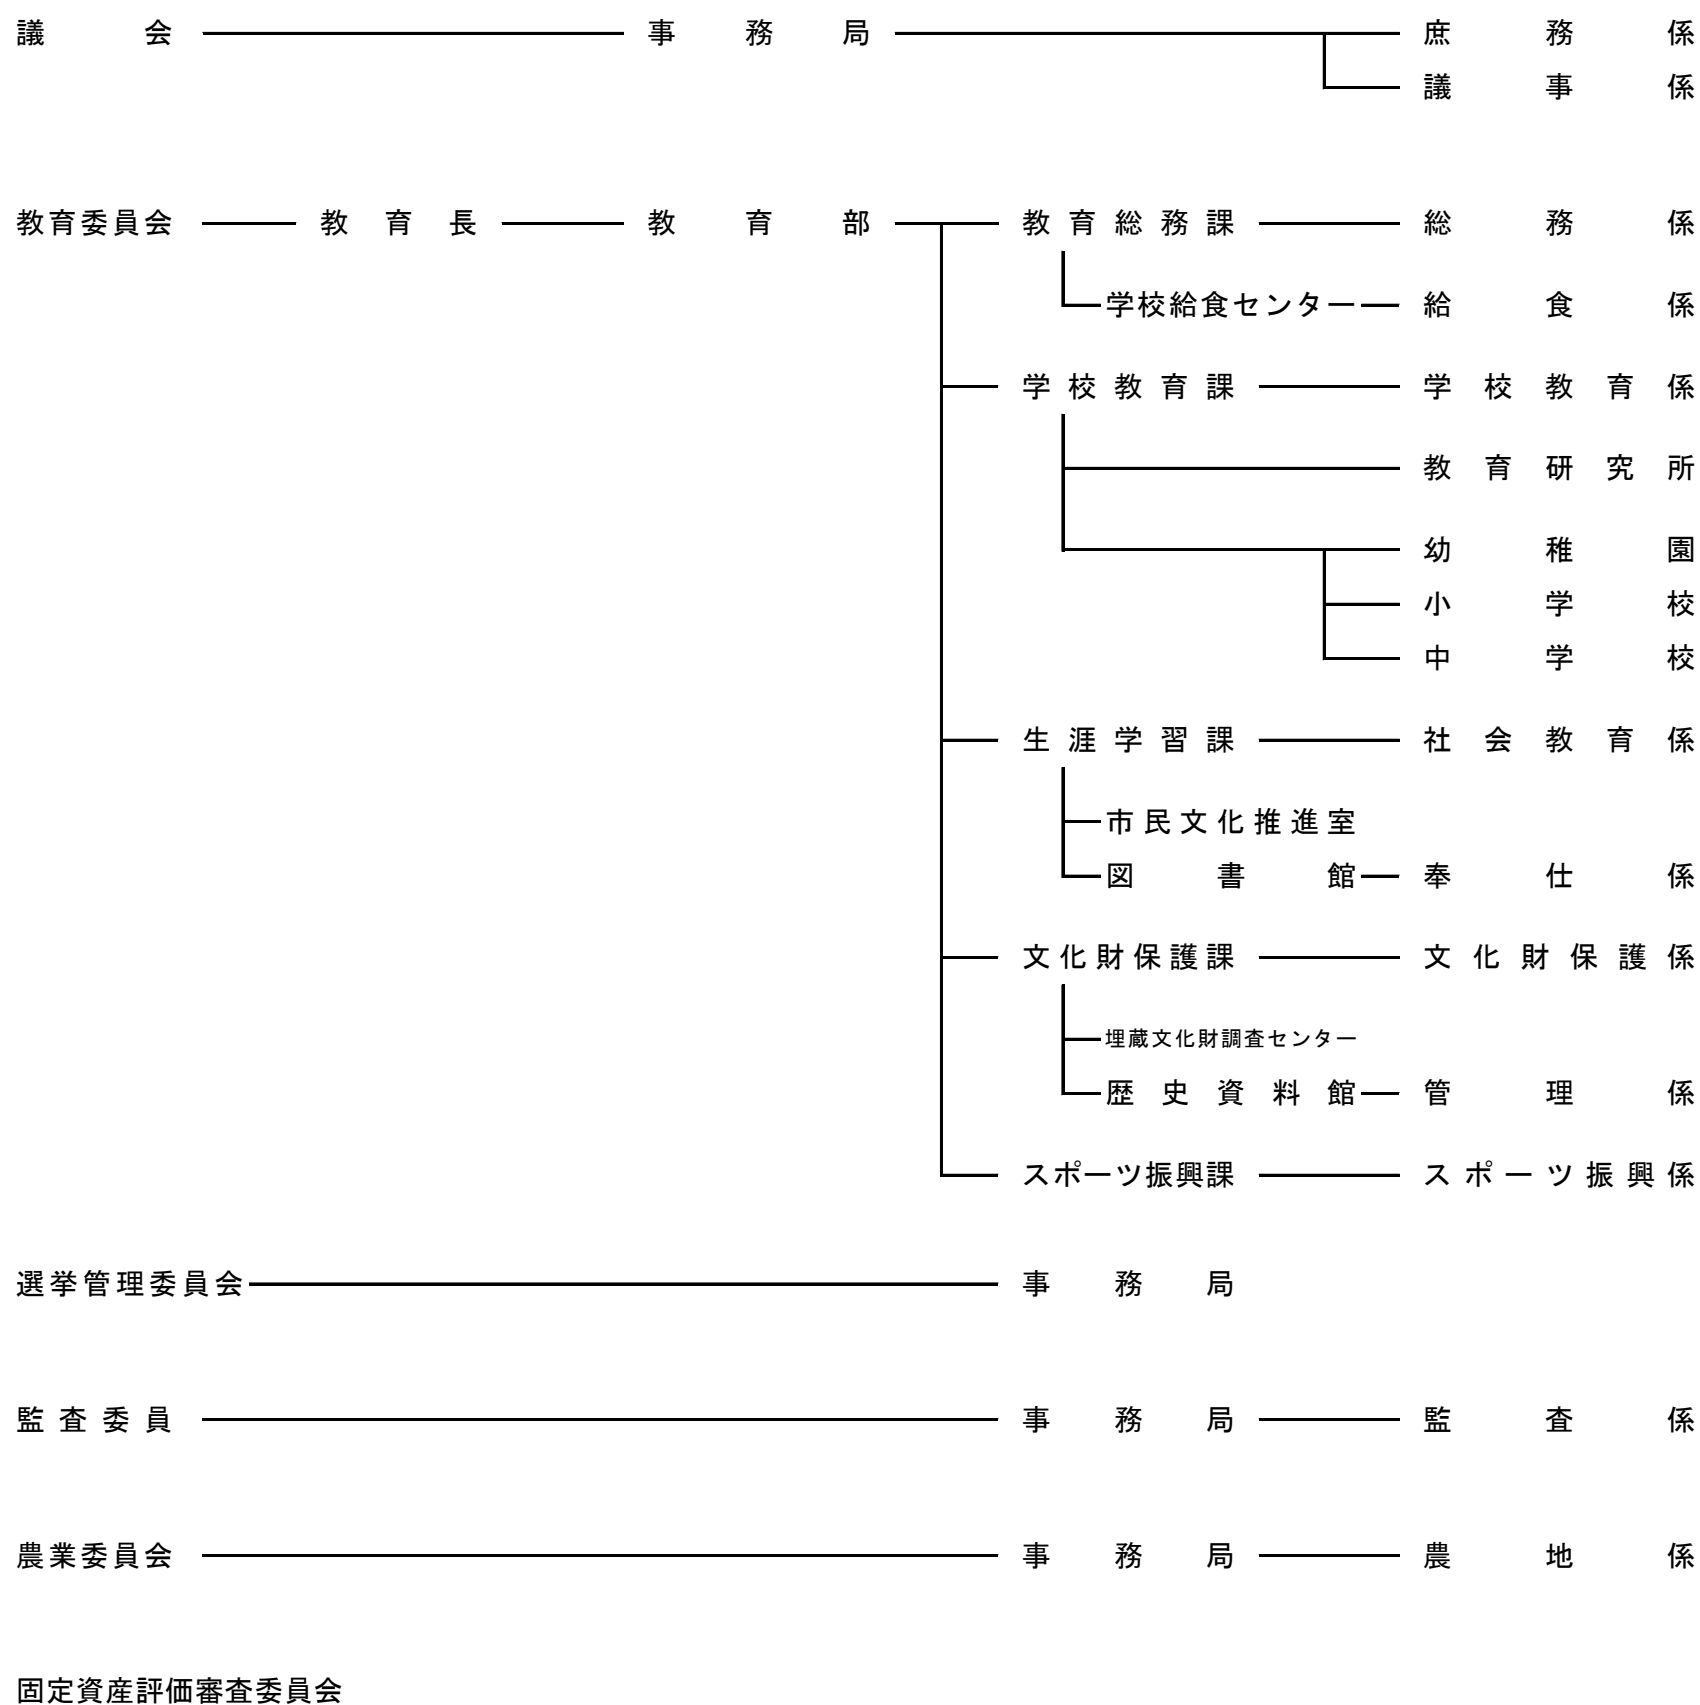 議会 事務局 庶務係
議事係
教育委員会 教育長 教育部 教育総務課 総務係
学校給食センター 給食係
学校教育課 学校教育係
教育研究所
幼稚園
小学校
中学校
生涯学習課 社会教育係
市民文化推進室
図書館 奉仕係
文化財保護課 文化財保護係
埋蔵文化財調査センター
歴史資料館 管理係
スポーツ振興課 スポーツ振興係
選挙管理委員会 事務局
監査委員 事務局 監査係
農業委員会 事務局 農地係
固定資産評価審査委員会